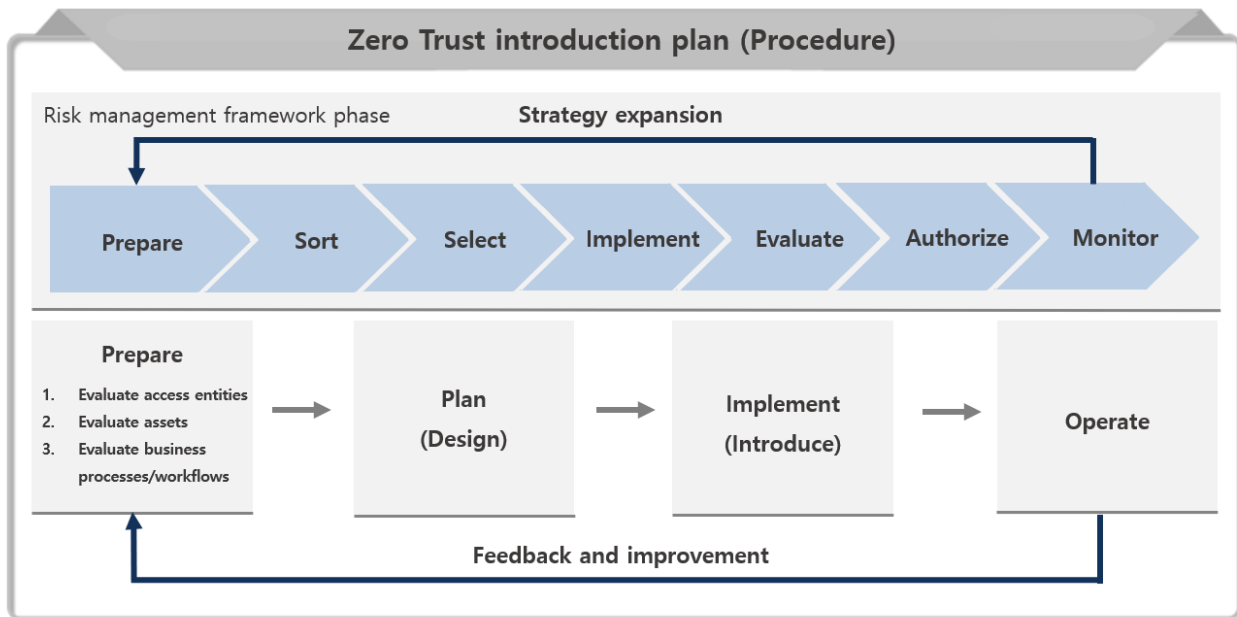 Zero Trust introduction plan (Procedure)
Risk management framework phase
Strategy expansion
Prepare
Sort
Select
Implement
Evaluate
Authorize
Monitor
Prepare
1. Evaluate access entities
2. Evaluate assets
3. Evaluate business
processes/workflows
Plan
(Design)
Implement
(Introduce)
Operate
Feedback and improvement